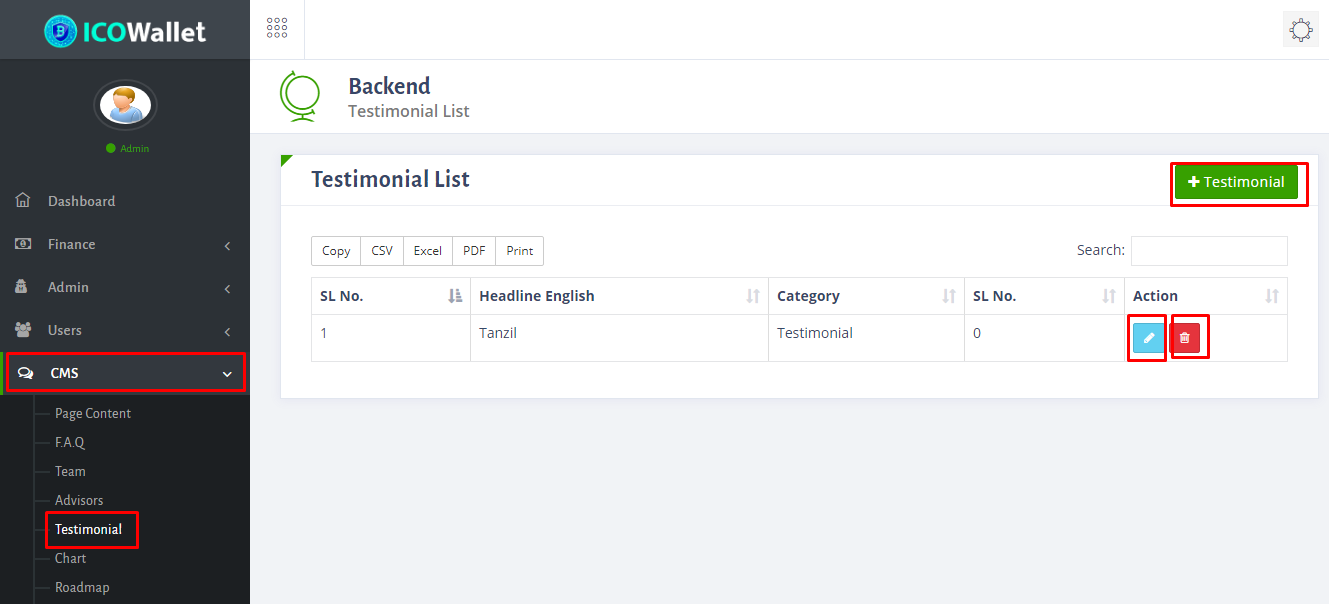 ICOWallet
Admin
Dashboard
Finance
Admin
Users
CMS
Page Content
F.A.Q
Team
Advisors
Testimonial
Chart
Roadmap
Backend
Testimonial List
Testimonial List
Testimonial
Copy CSV Excel PDF Print Search:
SL No. Headline English Category SL No. Action
1 Tanzil Testimonial 0